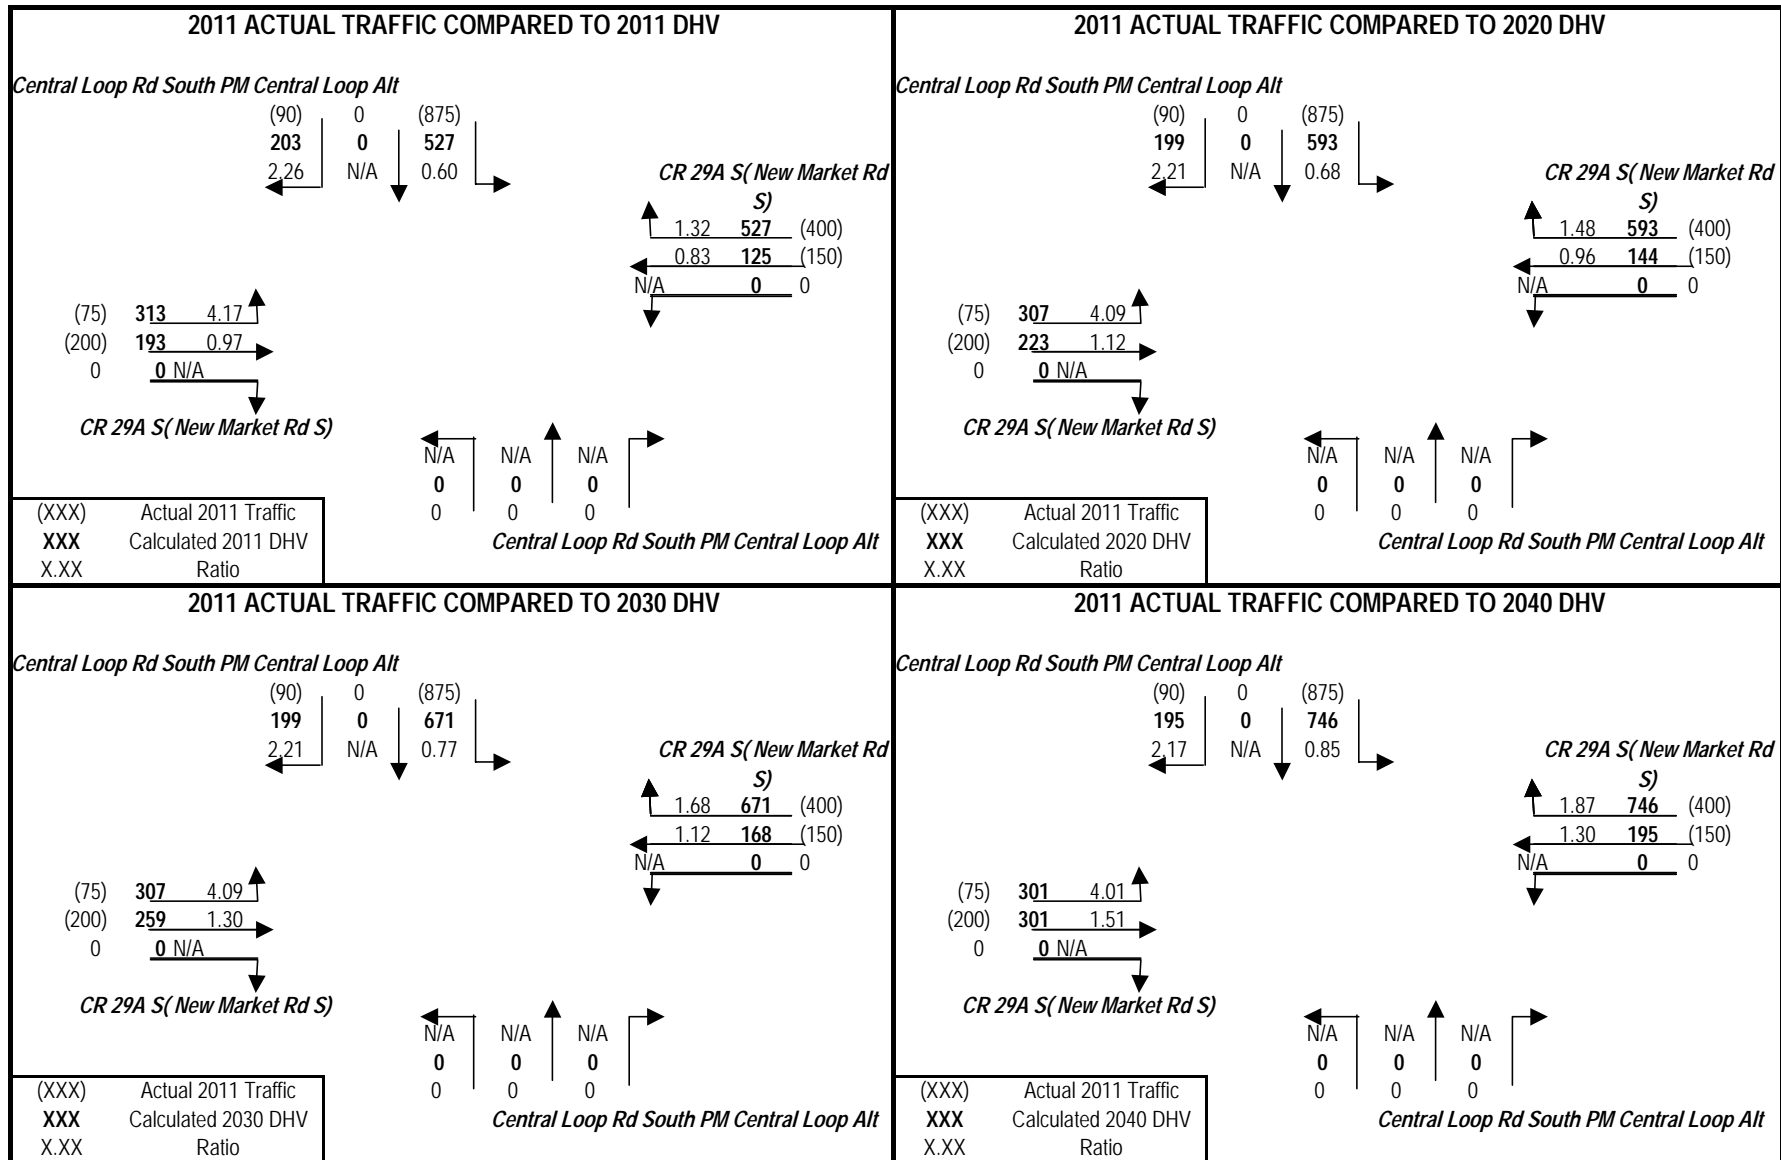 2011 ACTUAL TRAFFIC COMPARED TO 2011 DHV
Central Loop Rd South PM Central Loop Alt
(90) 0 (875)
203 0 527
2.26 N/A 0.60
CR 29A S( New Market Rd
S)
1.32 527 (400)
0.83 125 (150)
N/A 0 0
(75) 313 4.17
(200) 193 0.97
0 0 N/A
CR 29A S( New Market Rd S)
N/A N/A N/A
0 0 0
0 0 0
Central Loop Rd South PM Central Loop Alt
(XXX) Actual 2011 Traffic
XXX Calculated 2011 DHV
X.XX Ratio
2011 ACTUAL TRAFFIC COMPARED TO 2020 DHV
Central Loop Rd South PM Central Loop Alt
(90) 0 (875)
199 0 593
2.21 N/A 0.68
CR 29A S( New Market Rd
S)
1.48 593 (400)
0.96 144 (150)
N/A 0 0
(75) 307 4.09
(200) 223 1.12
0 0 N/A
CR 29A S( New Market Rd S)
N/A N/A N/A
0 0 0
0 0 0
Central Loop Rd South PM Central Loop Alt
(XXX) Actual 2011 Traffic
XXX Calculated 2020 DHV
X.XX Ratio
2011 ACTUAL TRAFFIC COMPARED TO 2030 DHV
Central Loop Rd South PM Central Loop Alt
(90) 0 (875)
199 0 671
2.21 N/A 0.77
CR 29A S( New Market Rd
S)
1.68 671 (400)
1.12 168 (150)
N/A 0 0
(75) 307 4.09
(200) 259 1.30
0 0 N/A
CR 29A S( New Market Rd S)
N/A N/A N/A
0 0 0
0 0 0
Central Loop Rd South PM Central Loop Alt
(XXX) Actual 2011 Traffic
XXX Calculated 2030 DHV
X.XX Ratio
2011 ACTUAL TRAFFIC COMPARED TO 2040 DHV
Central Loop Rd South PM Central Loop Alt
(90) 0 (875)
195 0 746
2.17 N/A 0.85
CR 29A S( New Market Rd
S)
1.87 746 (400)
1.30 195 (150)
N/A 0 0
(75) 301 4.01
(200) 301 1.51
0 0 N/A
CR 29A S( New Market Rd S)
N/A N/A N/A
0 0 0
0 0 0
Central Loop Rd South PM Central Loop Alt
(XXX) Actual 2011 Traffic
XXX Calculated 2040 DHV
X.XX Ratio